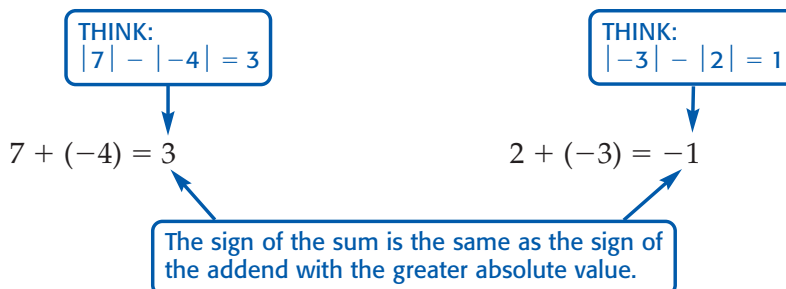 THINK:
|7| − |−4| = 3
THINK:
|−3| − |2| = 1
7 + (−4) = 3
2 + (−3) = −1
The sign of the sum is the same as the sign of
the addend with the greater absolute value.